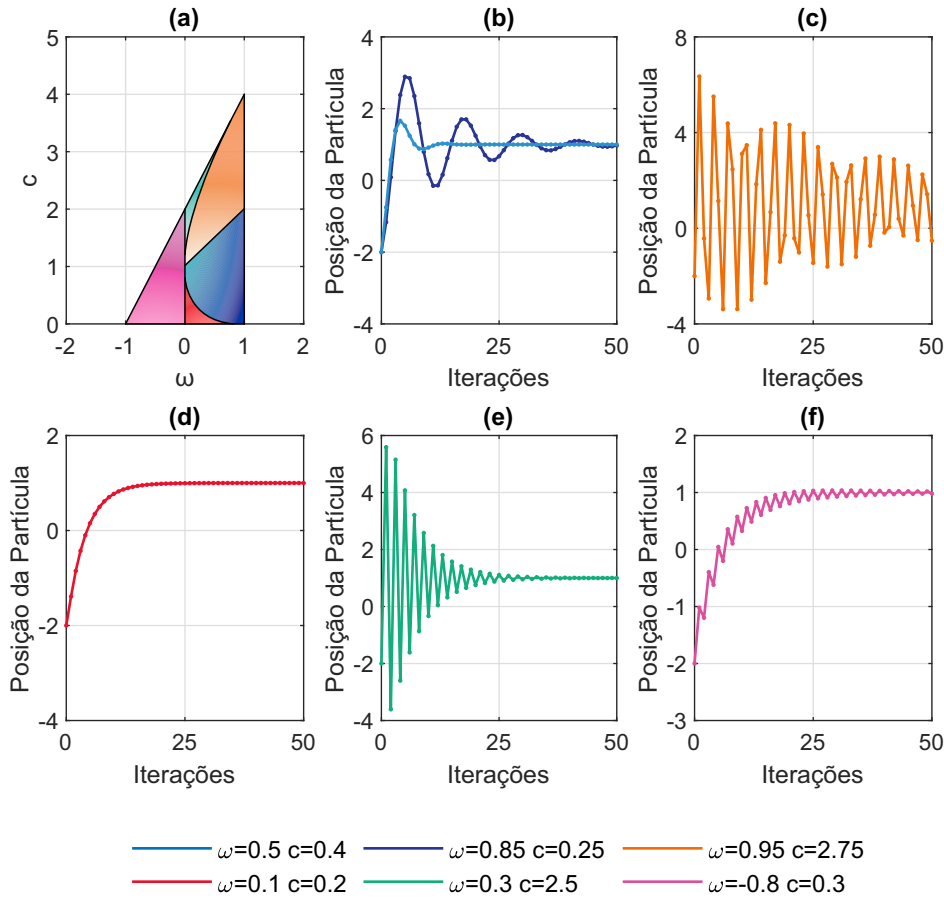 (a)
5
4
3
2
1
0
c
-2
-1
0
1
2
ω
(b)
4
2
0
-2
-4
Posição da Partícula
0
25
50
Iterações
(c)
8
4
0
-4
Posição da Partícula
0
25
50
Iterações
(d)
2
1
0
-2
-4
Posição da Partícula
0
25
50
Iterações
(e)
6
4
2
0
-2
-4
Posição da Partícula
0
25
50
Iterações
(f)
2
1
0
-1
-2
-3
Posição da Partícula
0
25
50
Iterações
ω=0.5 c=0.4
ω=0.85 c=0.25
ω=0.95 c=2.75
ω=0.1 c=0.2
ω=0.3 c=2.5
ω=-0.8 c=0.3